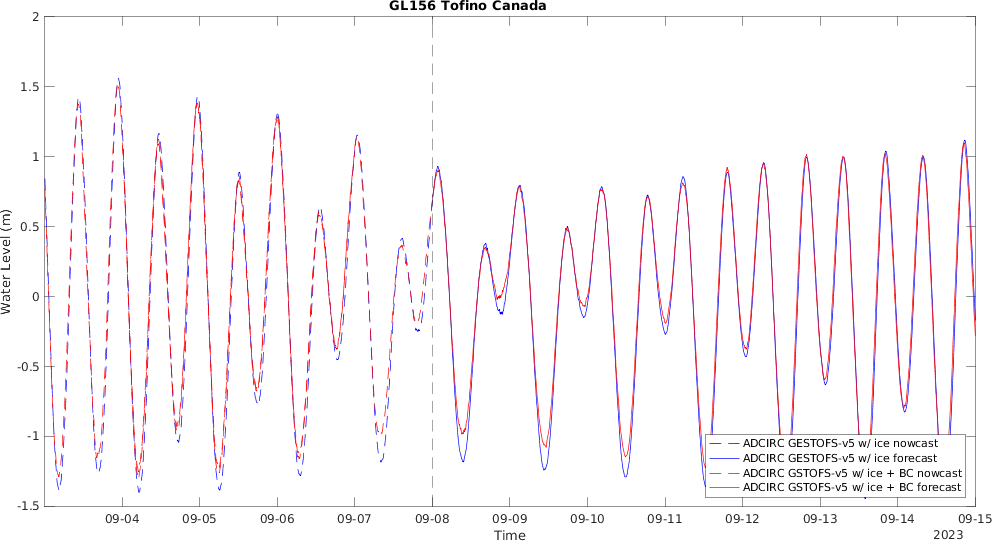 GL156 Tofino Canada
2
1.5
1
0.5
0
-0.5
-1
-1.5
Water Level (m)
ADCIRC GESTOFS-v5 w/ ice nowcast
ADCIRC GESTOFS-v5 w/ ice forecast
ADCIRC GSTOFS-v5 w/ ice + BC nowcast
ADCIRC GSTOFS-v5 w/ ice + BC forecast
09-04 09-05 09-06 09-07 09-08 09-09 09-10 09-11 09-12 09-13 09-14 09-15
Time
2023